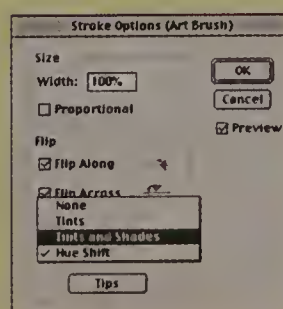 Stroke Options (Art Brush)
Size
Width: 100%
OK
Cancel
Proportional
Preview
Flip
Flip Along
Flip Across
None
Tints
Tints and Shades
Hue Shift
Tips